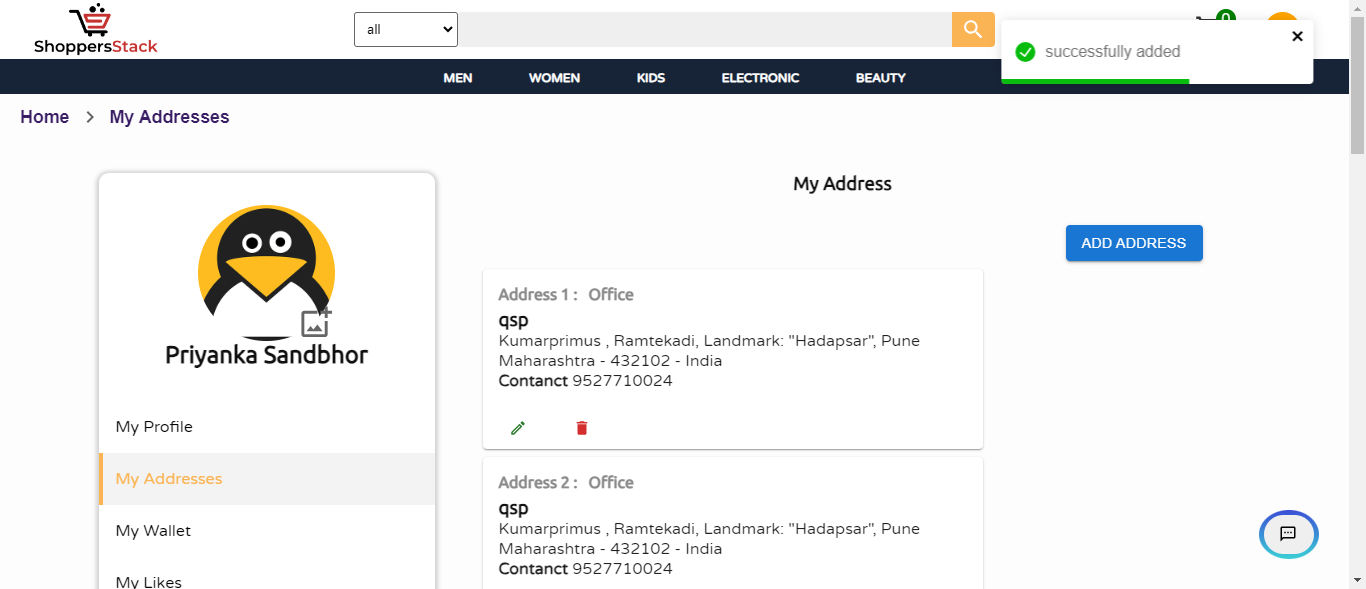 ShoppersStack
all
0
successfully added
MEN WOMEN KIDS ELECTRONIC BEAUTY
Home > My Addresses
My Address
ADD ADDRESS
Priyanka Sandbhor
My Profile
My Addresses
My Wallet
My Likes
Address 1 : Office
qsp
Kumarprimus , Ramtekadi, Landmark: "Hadapsar", Pune
Maharashtra - 432102 - India
Contanct 9527710024
Address 2 : Office
qsp
Kumarprimus , Ramtekadi, Landmark: "Hadapsar", Pune
Maharashtra - 432102 - India
Contanct 9527710024